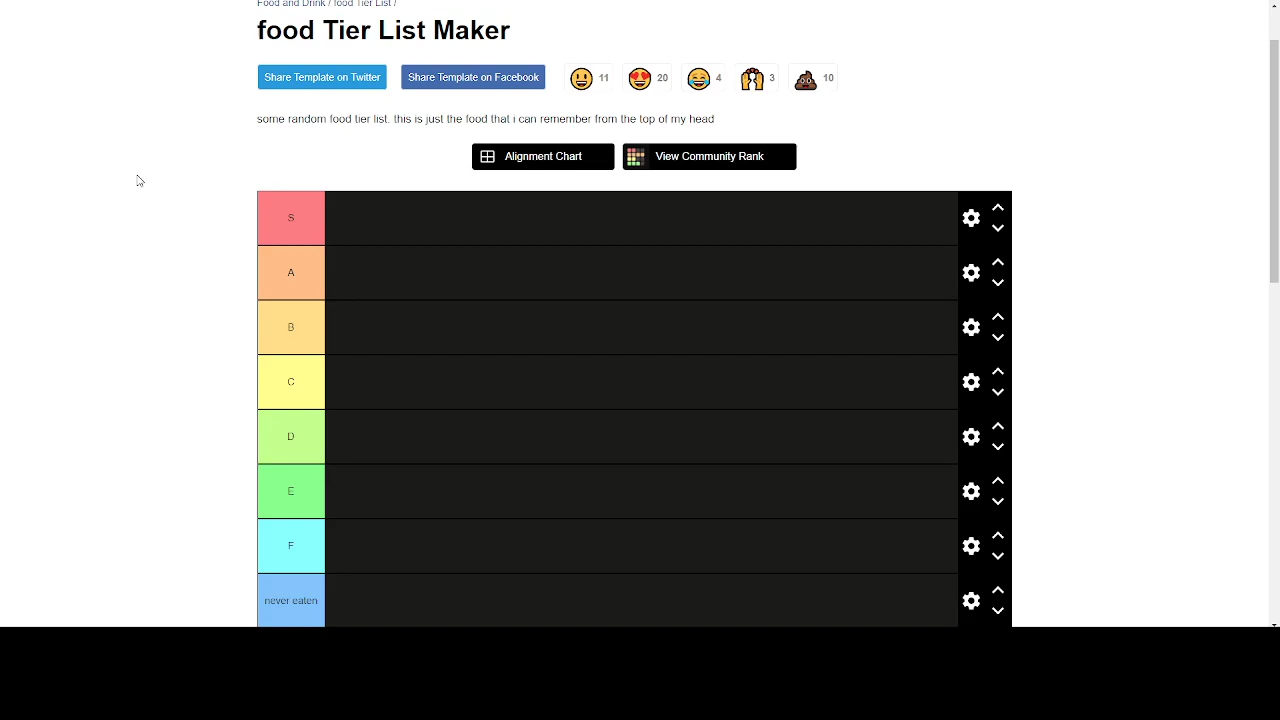 Food and Drink / food Tier List /
food Tier List Maker
Share Template on Twitter
Share Template on Facebook
11
20
4
3
10
some random food tier list. this is just the food that i can remember from the top of my head
Alignment Chart
View Community Rank
S
A
B
C
D
E
F
never eaten